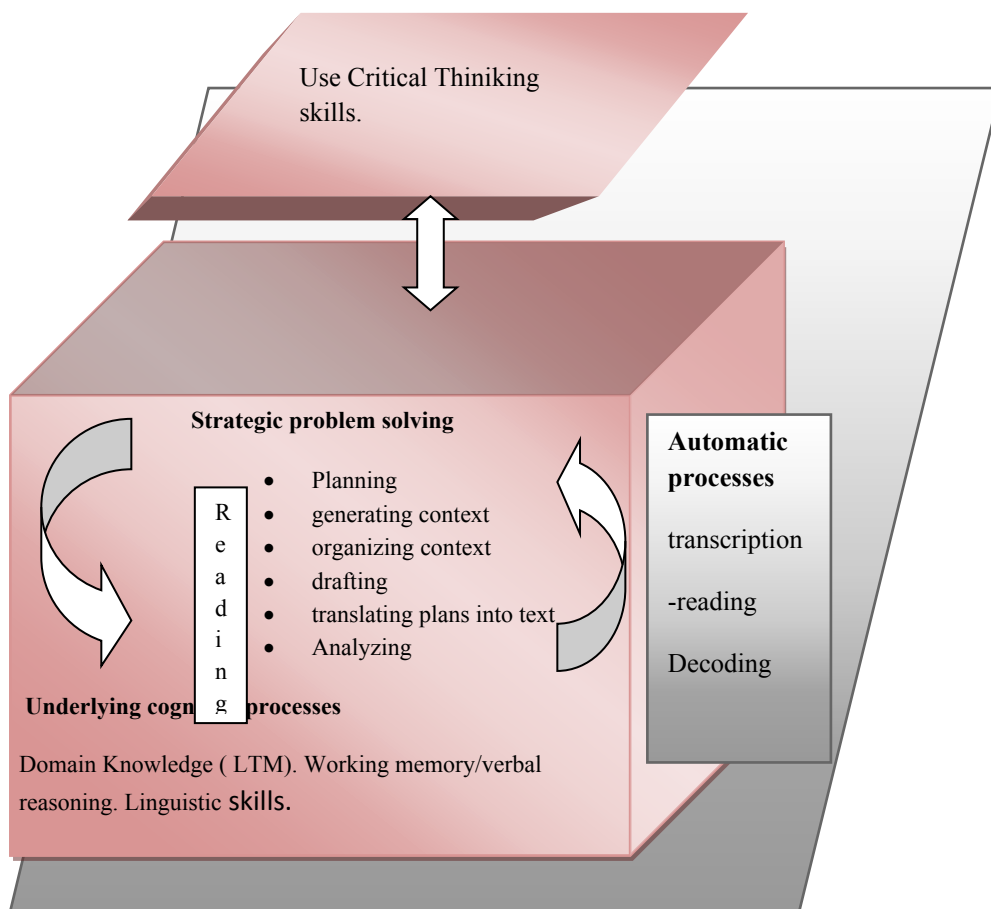 Use Critical Thiniking
skills.
Strategic problem solving
• Planning
• generating context
• organizing context
• drafting
• translating plans into text
• Analyzing
R
e
a
d
i
n
g
Automatic
processes
transcription
-reading
Decoding
Underlying cogn processes
Domain Knowledge ( LTM). Working memory/verbal
reasoning. Linguistic skills.